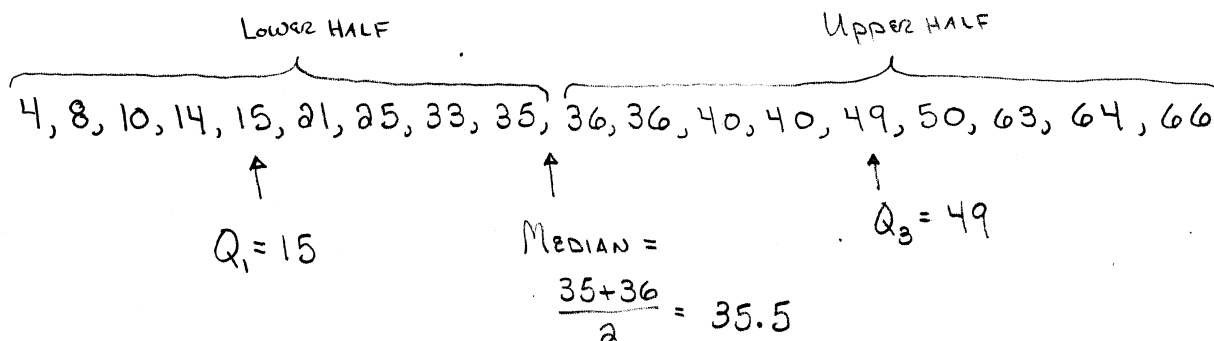 Lower Half Upper Half
4, 8, 10, 14, 15, 21, 25, 33, 35, 36, 36, 40, 40, 49, 50, 63, 64, 66
Q₁ = 15
Median =
35+36
2
= 35.5
Q₃ = 49